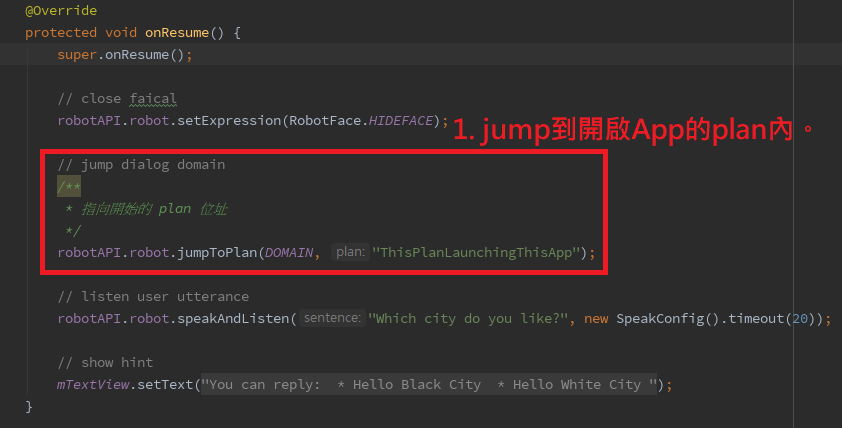 @Override
protected void onResume() {
super.onResume();
// close faical
robotAPI.robot.setExpression(RobotFace.HIDEFACE);
1. jump到開啟App的plan內。
// jump dialog domain
/**
* 指向開始的 plan 位址
*/
robotAPI.robot.jumpToPlan(DOMAIN, plan: "ThisPlanLaunchingThisApp");
// listen user utterance
robotAPI.robot.speakAndListen( sentence: "Which city do you like?", new SpeakConfig().timeout(20));
// show hint
mTextView.setText("You can reply:  * Hello Black City  * Hello White City ");
}